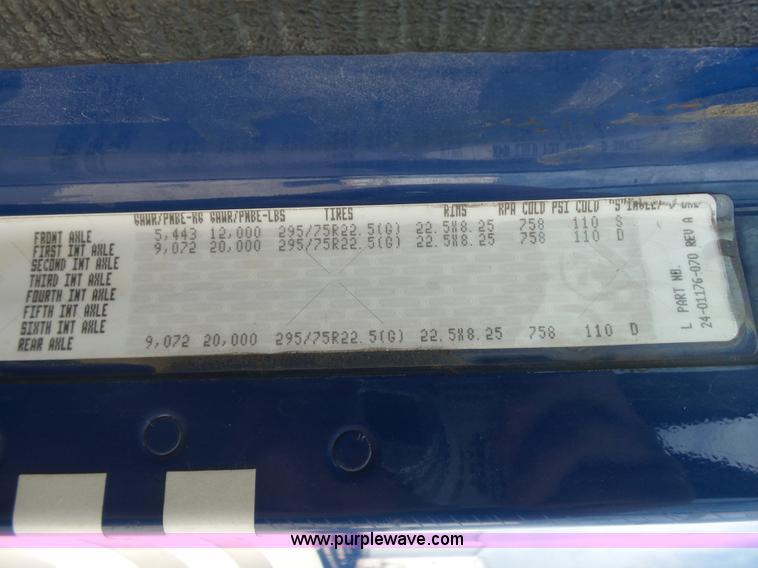 GAWR/PNBE-KG GAWR/PNBE-LBS TIRES RIMS KPA COLD PSI COLD
FRONT AXLE 5,443 12,000 295/75R22.5(G) 22.5X8.25 758 110 S
FIRST INT AXLE 9,072 20,000 295/75R22.5(G) 22.5X8.25 758 110 D
SECOND INT AXLE
THIRD INT AXLE
FOURTH INT AXLE
FIFTH INT AXLE
SIXTH INT AXLE
REAR AXLE 9,072 20,000 295/75R22.5(G) 22.5X8.25 758 110 D
L PART NB.
24-01176-070 REV A
www.purplewave.com